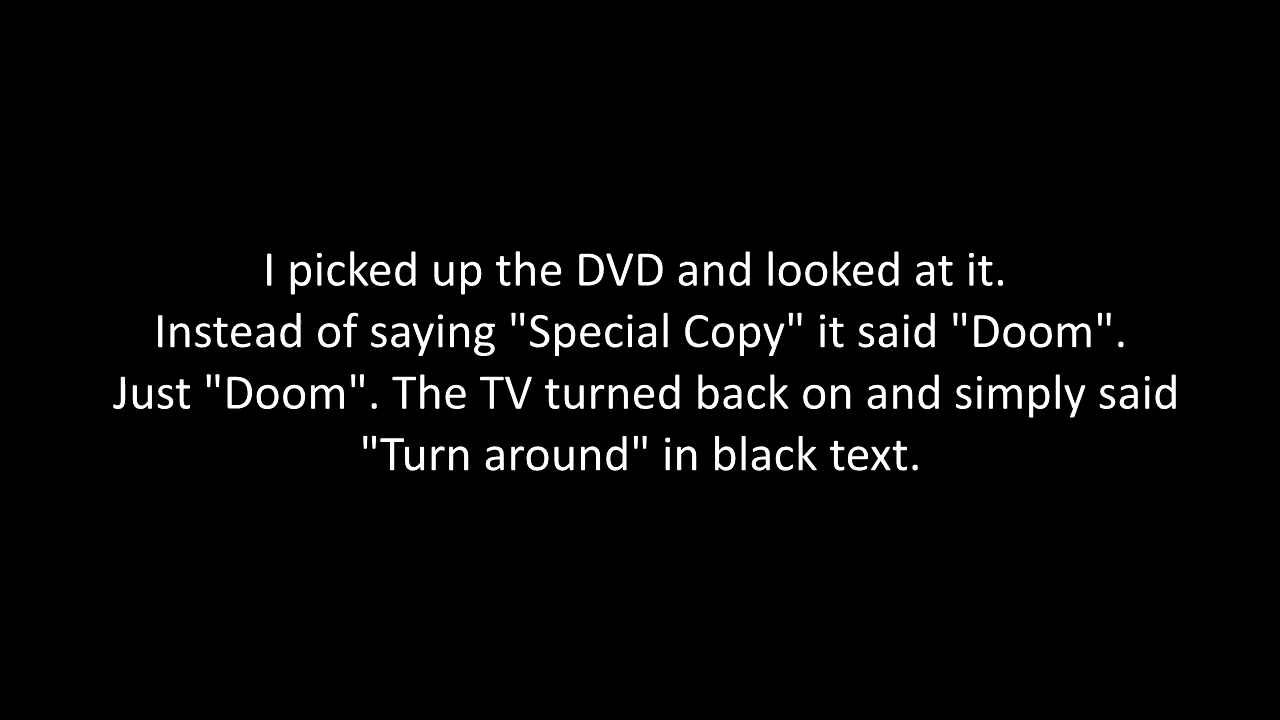 I picked up the DVD and looked at it.
Instead of saying "Special Copy" it said "Doom".
Just "Doom". The TV turned back on and simply said
"Turn around" in black text.